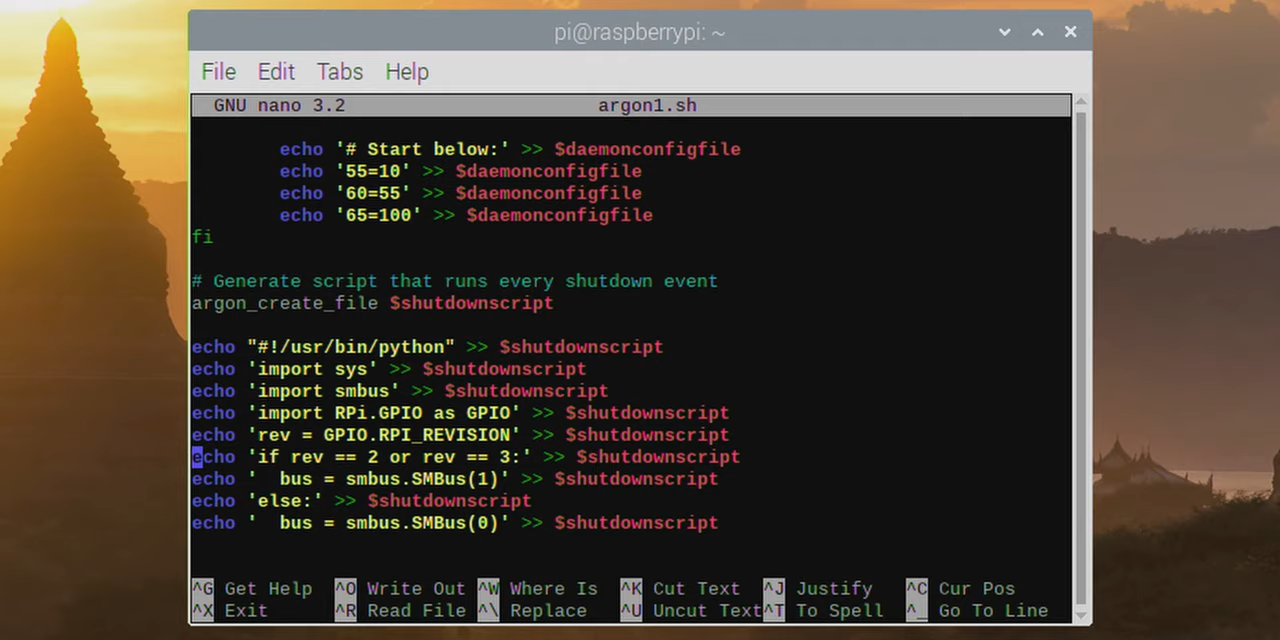 pi@raspberrypi: ~
File Edit Tabs Help
GNU nano 3.2 argon1.sh
echo '# Start below:' >> $daemonconfigfile
echo '55=10' >> $daemonconfigfile
echo '60=55' >> $daemonconfigfile
echo '65=100' >> $daemonconfigfile
fi
# Generate script that runs every shutdown event
argon_create_file $shutdownscript
echo "#!/usr/bin/python" >> $shutdownscript
echo 'import sys' >> $shutdownscript
echo 'import smbus' >> $shutdownscript
echo 'import RPi.GPIO as GPIO' >> $shutdownscript
echo 'rev = GPIO.RPI_REVISION' >> $shutdownscript
echo 'if rev == 2 or rev == 3:' >> $shutdownscript
echo '  bus = smbus.SMBus(1)' >> $shutdownscript
echo 'else:' >> $shutdownscript
echo '  bus = smbus.SMBus(0)' >> $shutdownscript
^G Get Help ^O Write Out ^W Where Is ^K Cut Text ^J Justify ^C Cur Pos
^X Exit ^R Read File ^\ Replace ^U Uncut Text ^T To Spell ^_ Go To Line